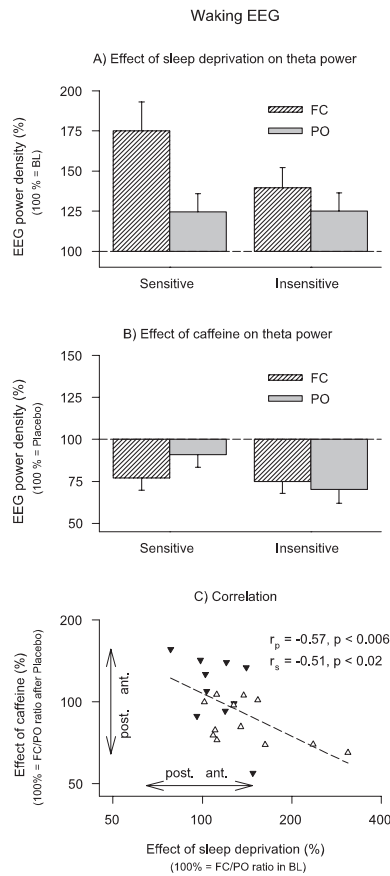 Waking EEG
A) Effect of sleep deprivation on theta power
EEG power density (%)
(100 % = BL)
200
175
150
125
100
FC
PO
Sensitive
Insensitive
B) Effect of caffeine on theta power
EEG power density (%)
(100 % = Placebo)
150
125
100
75
50
FC
PO
Sensitive
Insensitive
C) Correlation
Effect of caffeine (%)
(100% = FC/PO ratio after Placebo)
200
100
50
post. ant.
rp = -0.57, p < 0.006
rs = -0.51, p < 0.02
post. ant.
50
100
200
400
Effect of sleep deprivation (%)
(100% = FC/PO ratio in BL)